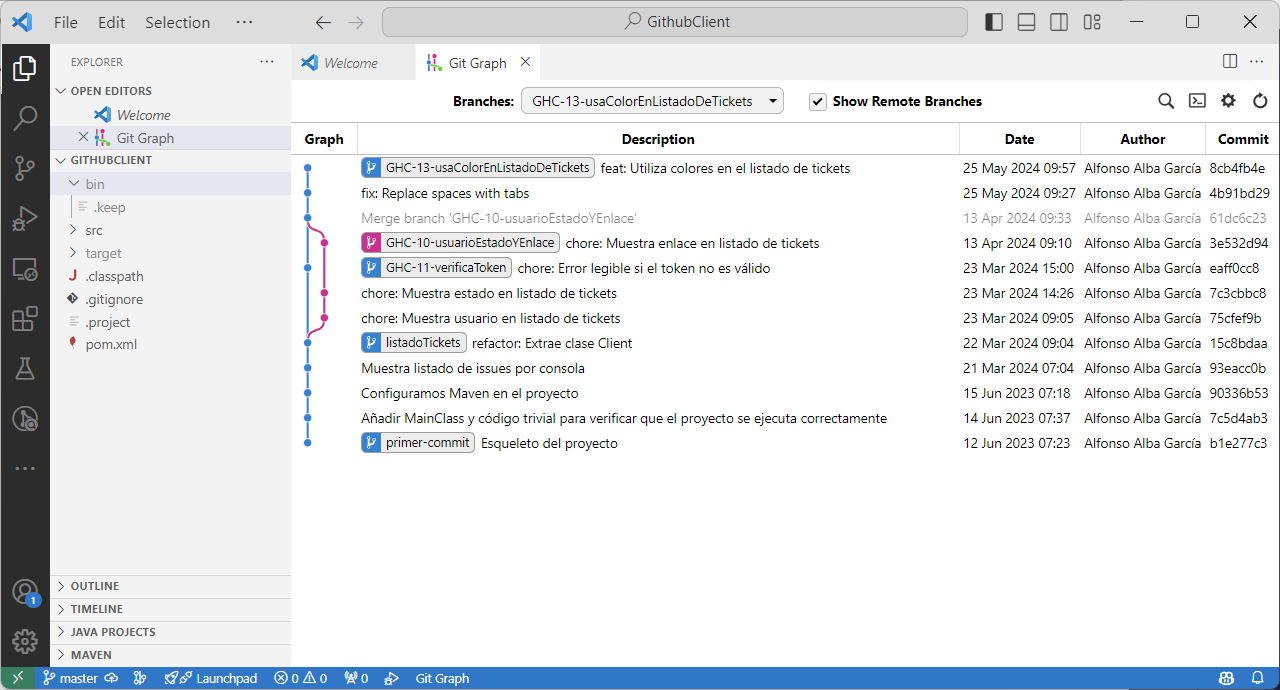 File Edit Selection ··· GithubClient
EXPLORER ···
OPEN EDITORS
Welcome
Git Graph
GITHUBCLIENT
bin
.keep
src
target
.classpath
.gitignore
.project
pom.xml
OUTLINE
TIMELINE
JAVA PROJECTS
MAVEN
1
Welcome Git Graph
Branches: GHC-13-usaColorEnListadoDeTickets Show Remote Branches
Graph Description Date Author Commit
GHC-13-usaColorEnListadoDeTickets feat: Utiliza colores en el listado de tickets 25 May 2024 09:57 Alfonso Alba García 8cb4fb4e
fix: Replace spaces with tabs 25 May 2024 09:27 Alfonso Alba García 4b91bd29
Merge branch 'GHC-10-usuarioEstadoYEnlace' 13 Apr 2024 09:33 Alfonso Alba García 61dc6c23
GHC-10-usuarioEstadoYEnlace chore: Muestra enlace en listado de tickets 13 Apr 2024 09:10 Alfonso Alba García 3e532d94
GHC-11-verificaToken chore: Error legible si el token no es válido 23 Mar 2024 15:00 Alfonso Alba García eaff0cc8
chore: Muestra estado en listado de tickets 23 Mar 2024 14:26 Alfonso Alba García 7c3cbbc8
chore: Muestra usuario en listado de tickets 23 Mar 2024 09:05 Alfonso Alba García 75cfef9b
listadoTickets refactor: Extrae clase Client 22 Mar 2024 09:04 Alfonso Alba García 15c8bdaa
Muestra listado de issues por consola 21 Mar 2024 07:04 Alfonso Alba García 93eacc0b
Configuramos Maven en el proyecto 15 Jun 2023 07:18 Alfonso Alba García 90336b53
Añadir MainClass y código trivial para verificar que el proyecto se ejecuta correctamente 14 Jun 2023 07:37 Alfonso Alba García 7c5d4ab3
primer-commit Esqueleto del proyecto 12 Jun 2023 07:23 Alfonso Alba García b1e277c3
master Launchpad 0 0 0 Git Graph